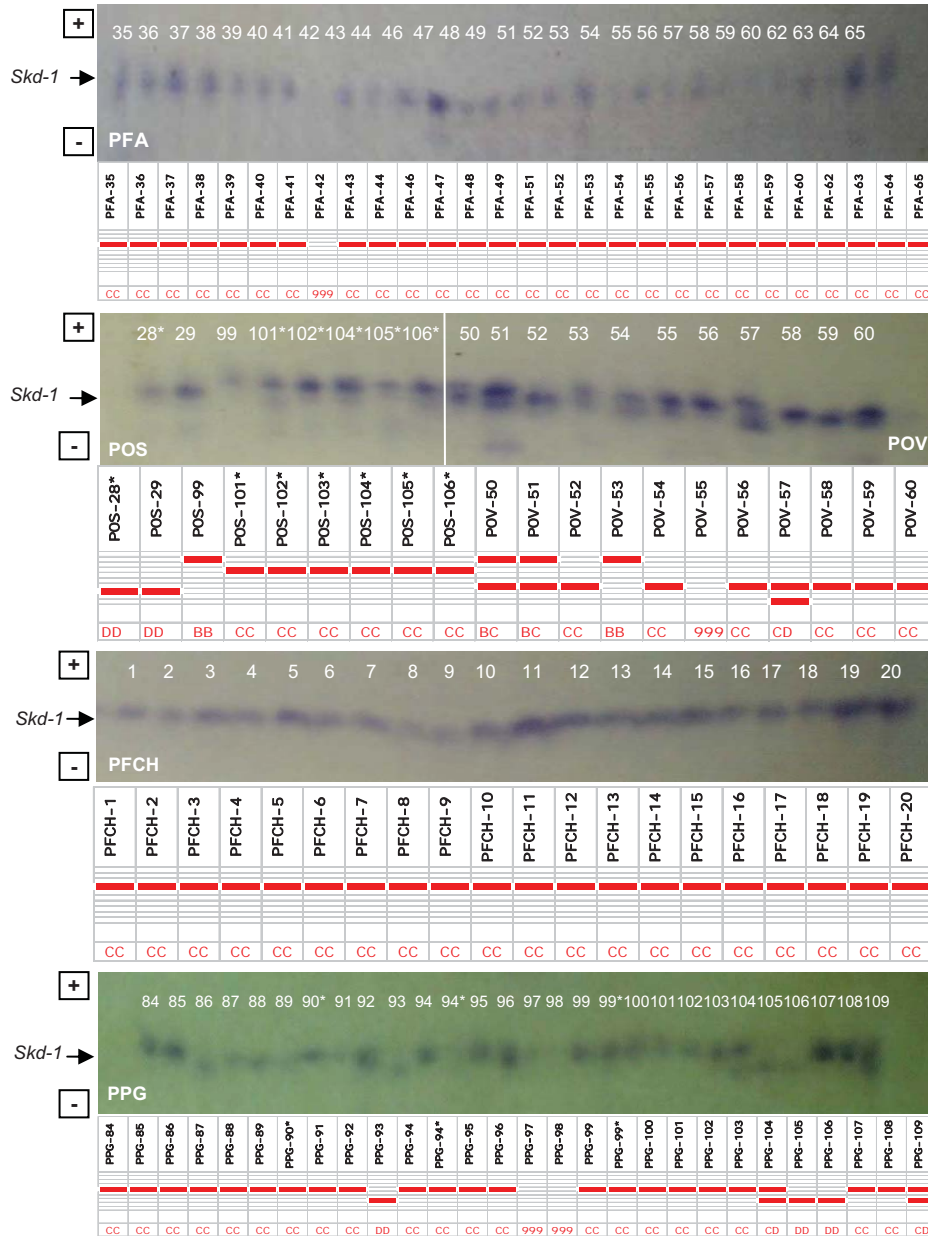 +
35 36 37 38 39 40 41 42 43 44 46 47 48 49 51 52 53 54 55 56 57 58 59 60 62 63 64 65
Skd-1
-
PFA
PFA-35 PFA-36 PFA-37 PFA-38 PFA-39 PFA-40 PFA-41 PFA-42 PFA-43 PFA-44 PFA-46 PFA-47 PFA-48 PFA-49 PFA-51 PFA-52 PFA-53 PFA-54 PFA-55 PFA-56 PFA-57 PFA-58 PFA-59 PFA-60 PFA-62 PFA-63 PFA-64 PFA-65
CC CC CC CC CC CC CC 999 CC CC CC CC CC CC CC CC CC CC CC CC CC CC CC CC CC CC CC CC
+
28* 29 99 101*102*104*105*106* 50 51 52 53 54 55 56 57 58 59 60
Skd-1
-
POS POV
POS-28* POS-29 POS-99 POS-101* POS-102* POS-103* POS-104* POS-105* POS-106* POV-50 POV-51 POV-52 POV-53 POV-54 POV-55 POV-56 POV-57 POV-58 POV-59 POV-60
DD DD BB CC CC CC CC CC CC BC BC CC BB CC 999 CC CD CC CC CC
+
1 2 3 4 5 6 7 8 9 10 11 12 13 14 15 16 17 18 19 20
Skd-1
-
PFCH
PFCH-1 PFCH-2 PFCH-3 PFCH-4 PFCH-5 PFCH-6 PFCH-7 PFCH-8 PFCH-9 PFCH-10 PFCH-11 PFCH-12 PFCH-13 PFCH-14 PFCH-15 PFCH-16 PFCH-17 PFCH-18 PFCH-19 PFCH-20
CC CC CC CC CC CC CC CC CC CC CC CC CC CC CC CC CC CC CC CC
+
84 85 86 87 88 89 90* 91 92 93 94 94* 95 96 97 98 99 99*100 101 102 103 104 105 106 107 108 109
Skd-1
-
PPG
PPG-84 PPG-85 PPG-86 PPG-87 PPG-88 PPG-89 PPG-90* PPG-91 PPG-92 PPG-93 PPG-94 PPG-94* PPG-95 PPG-96 PPG-97 PPG-98 PPG-99 PPG-99* PPG-100 PPG-101 PPG-102 PPG-103 PPG-104 PPG-105 PPG-106 PPG-107 PPG-108 PPG-109
CC CC CC CC CC CC CC CC CC DD CC CC CC CC 999 999 CC CC CC CC CC CC CD DD DD CC CC CD